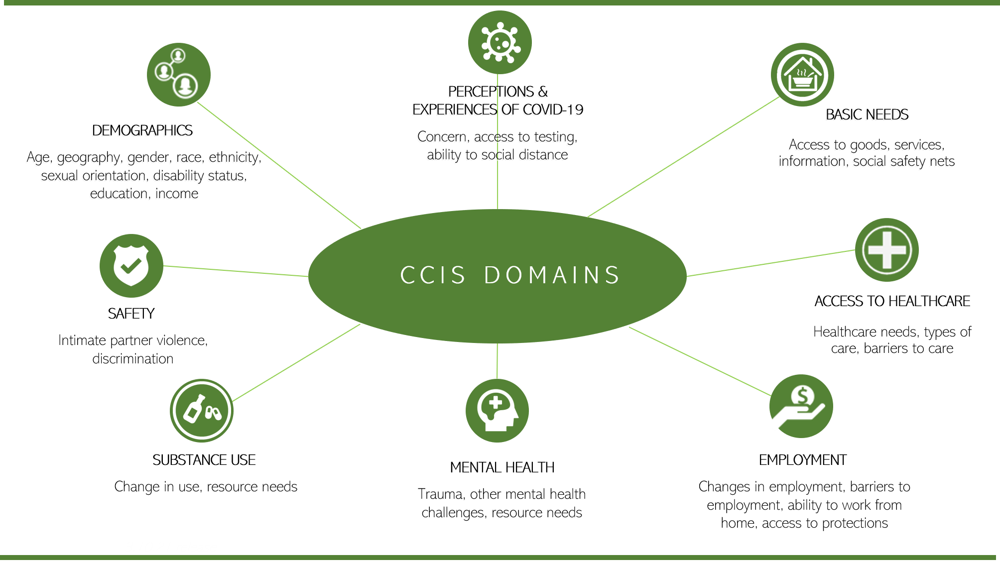 PERCEPTIONS &
EXPERIENCES OF COVID-19
Concern, access to testing,
ability to social distance
DEMOGRAPHICS
Age, geography, gender, race, ethnicity,
sexual orientation, disability status,
education, income
BASIC NEEDS
Access to goods, services,
information, social safety nets
CCIS DOMAINS
SAFETY
Intimate partner violence,
discrimination
ACCESS TO HEALTHCARE
Healthcare needs, types of
care, barriers to care
$
SUBSTANCE USE
Change in use, resource needs
MENTAL HEALTH
Trauma, other mental health
challenges, resource needs
EMPLOYMENT
Changes in employment, barriers to
employment, ability to work from
home, access to protections